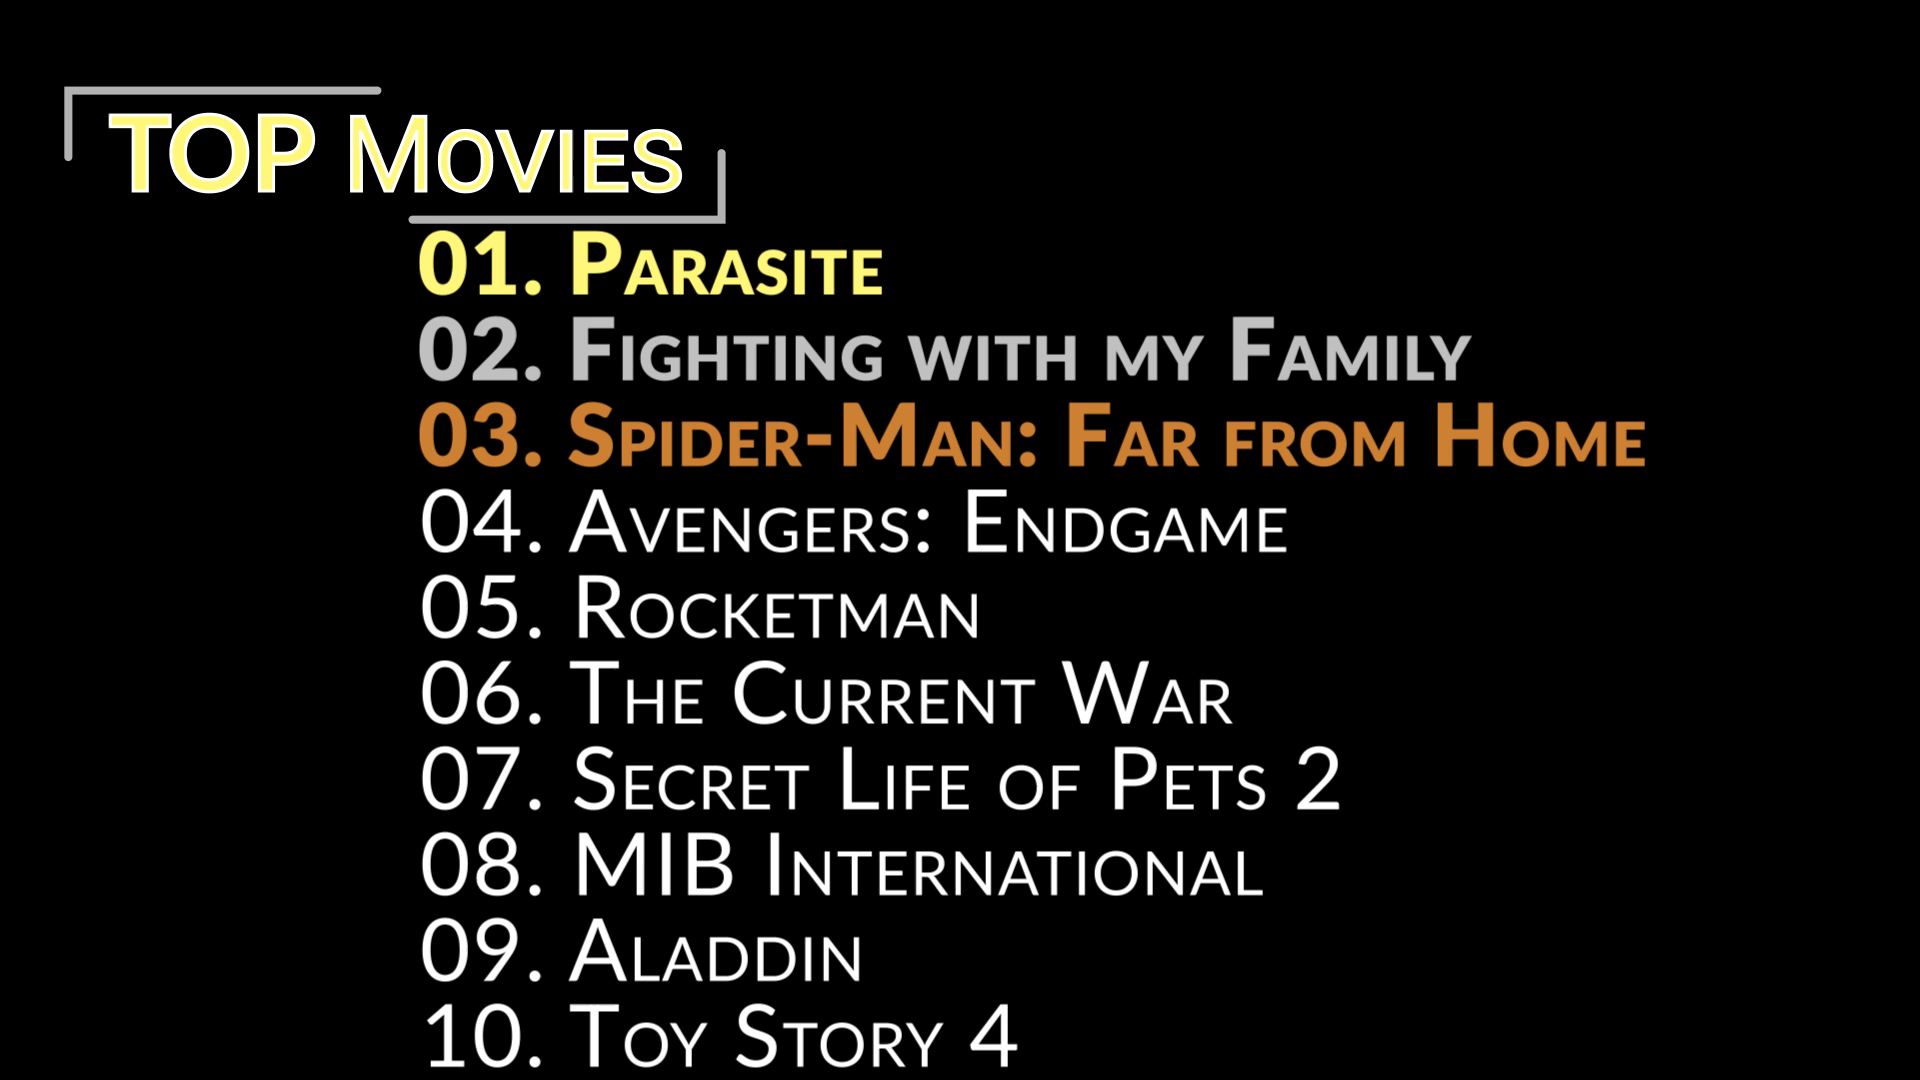 TOP Movies
01. Parasite
02. Fighting with my Family
03. Spider-Man: Far from Home
04. Avengers: Endgame
05. Rocketman
06. The Current War
07. Secret Life of Pets 2
08. MIB International
09. Aladdin
10. Toy Story 4